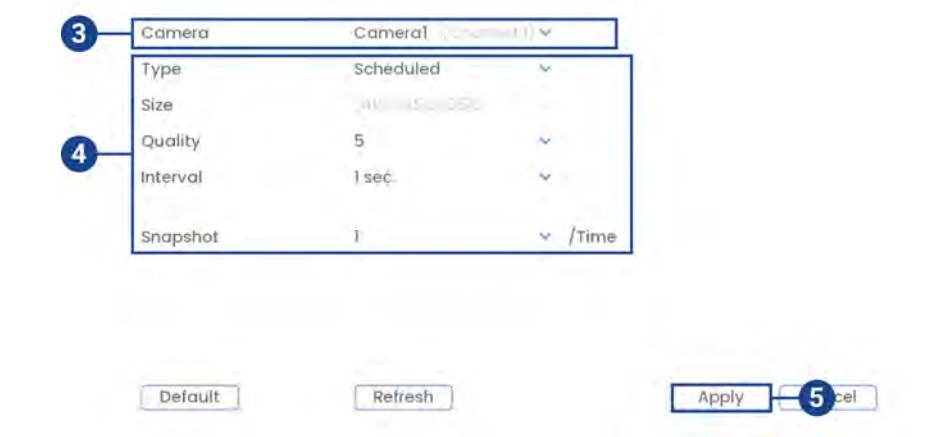 3 Camera Camera1
Type Scheduled
Size
4 Quality 5
Interval 1 sec.
Snapshot 1 /Time
Default Refresh Apply 5 cel